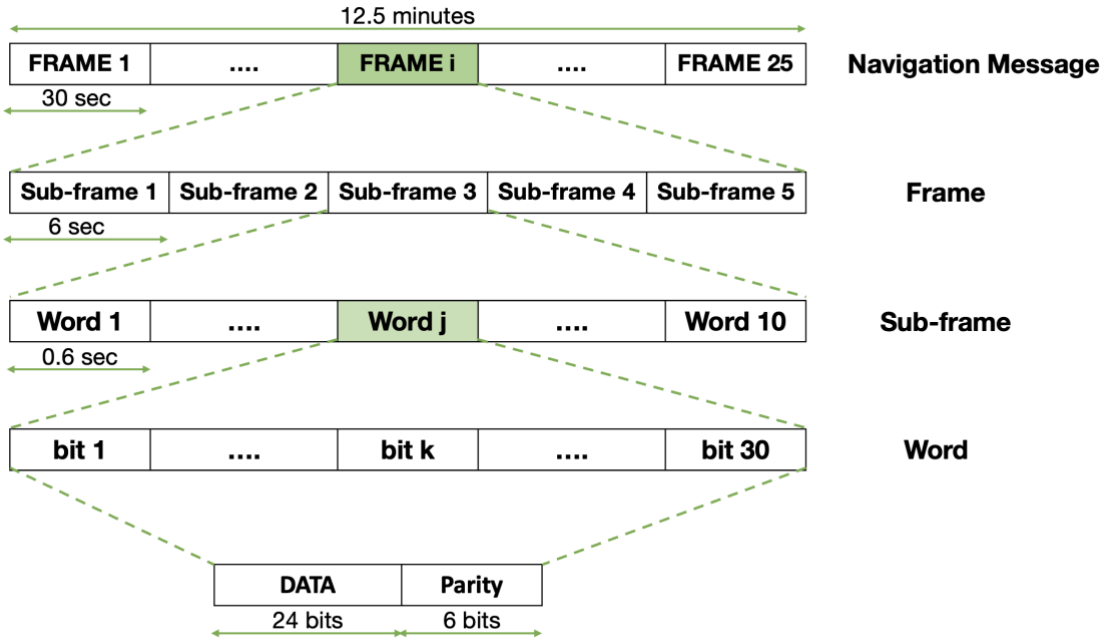 12.5 minutes
FRAME 1 .... FRAME i .... FRAME 25 Navigation Message
30 sec
Sub-frame 1 Sub-frame 2 Sub-frame 3 Sub-frame 4 Sub-frame 5 Frame
6 sec
Word 1 .... Word j .... Word 10 Sub-frame
0.6 sec
bit 1 .... bit k .... bit 30 Word
DATA Parity
24 bits 6 bits